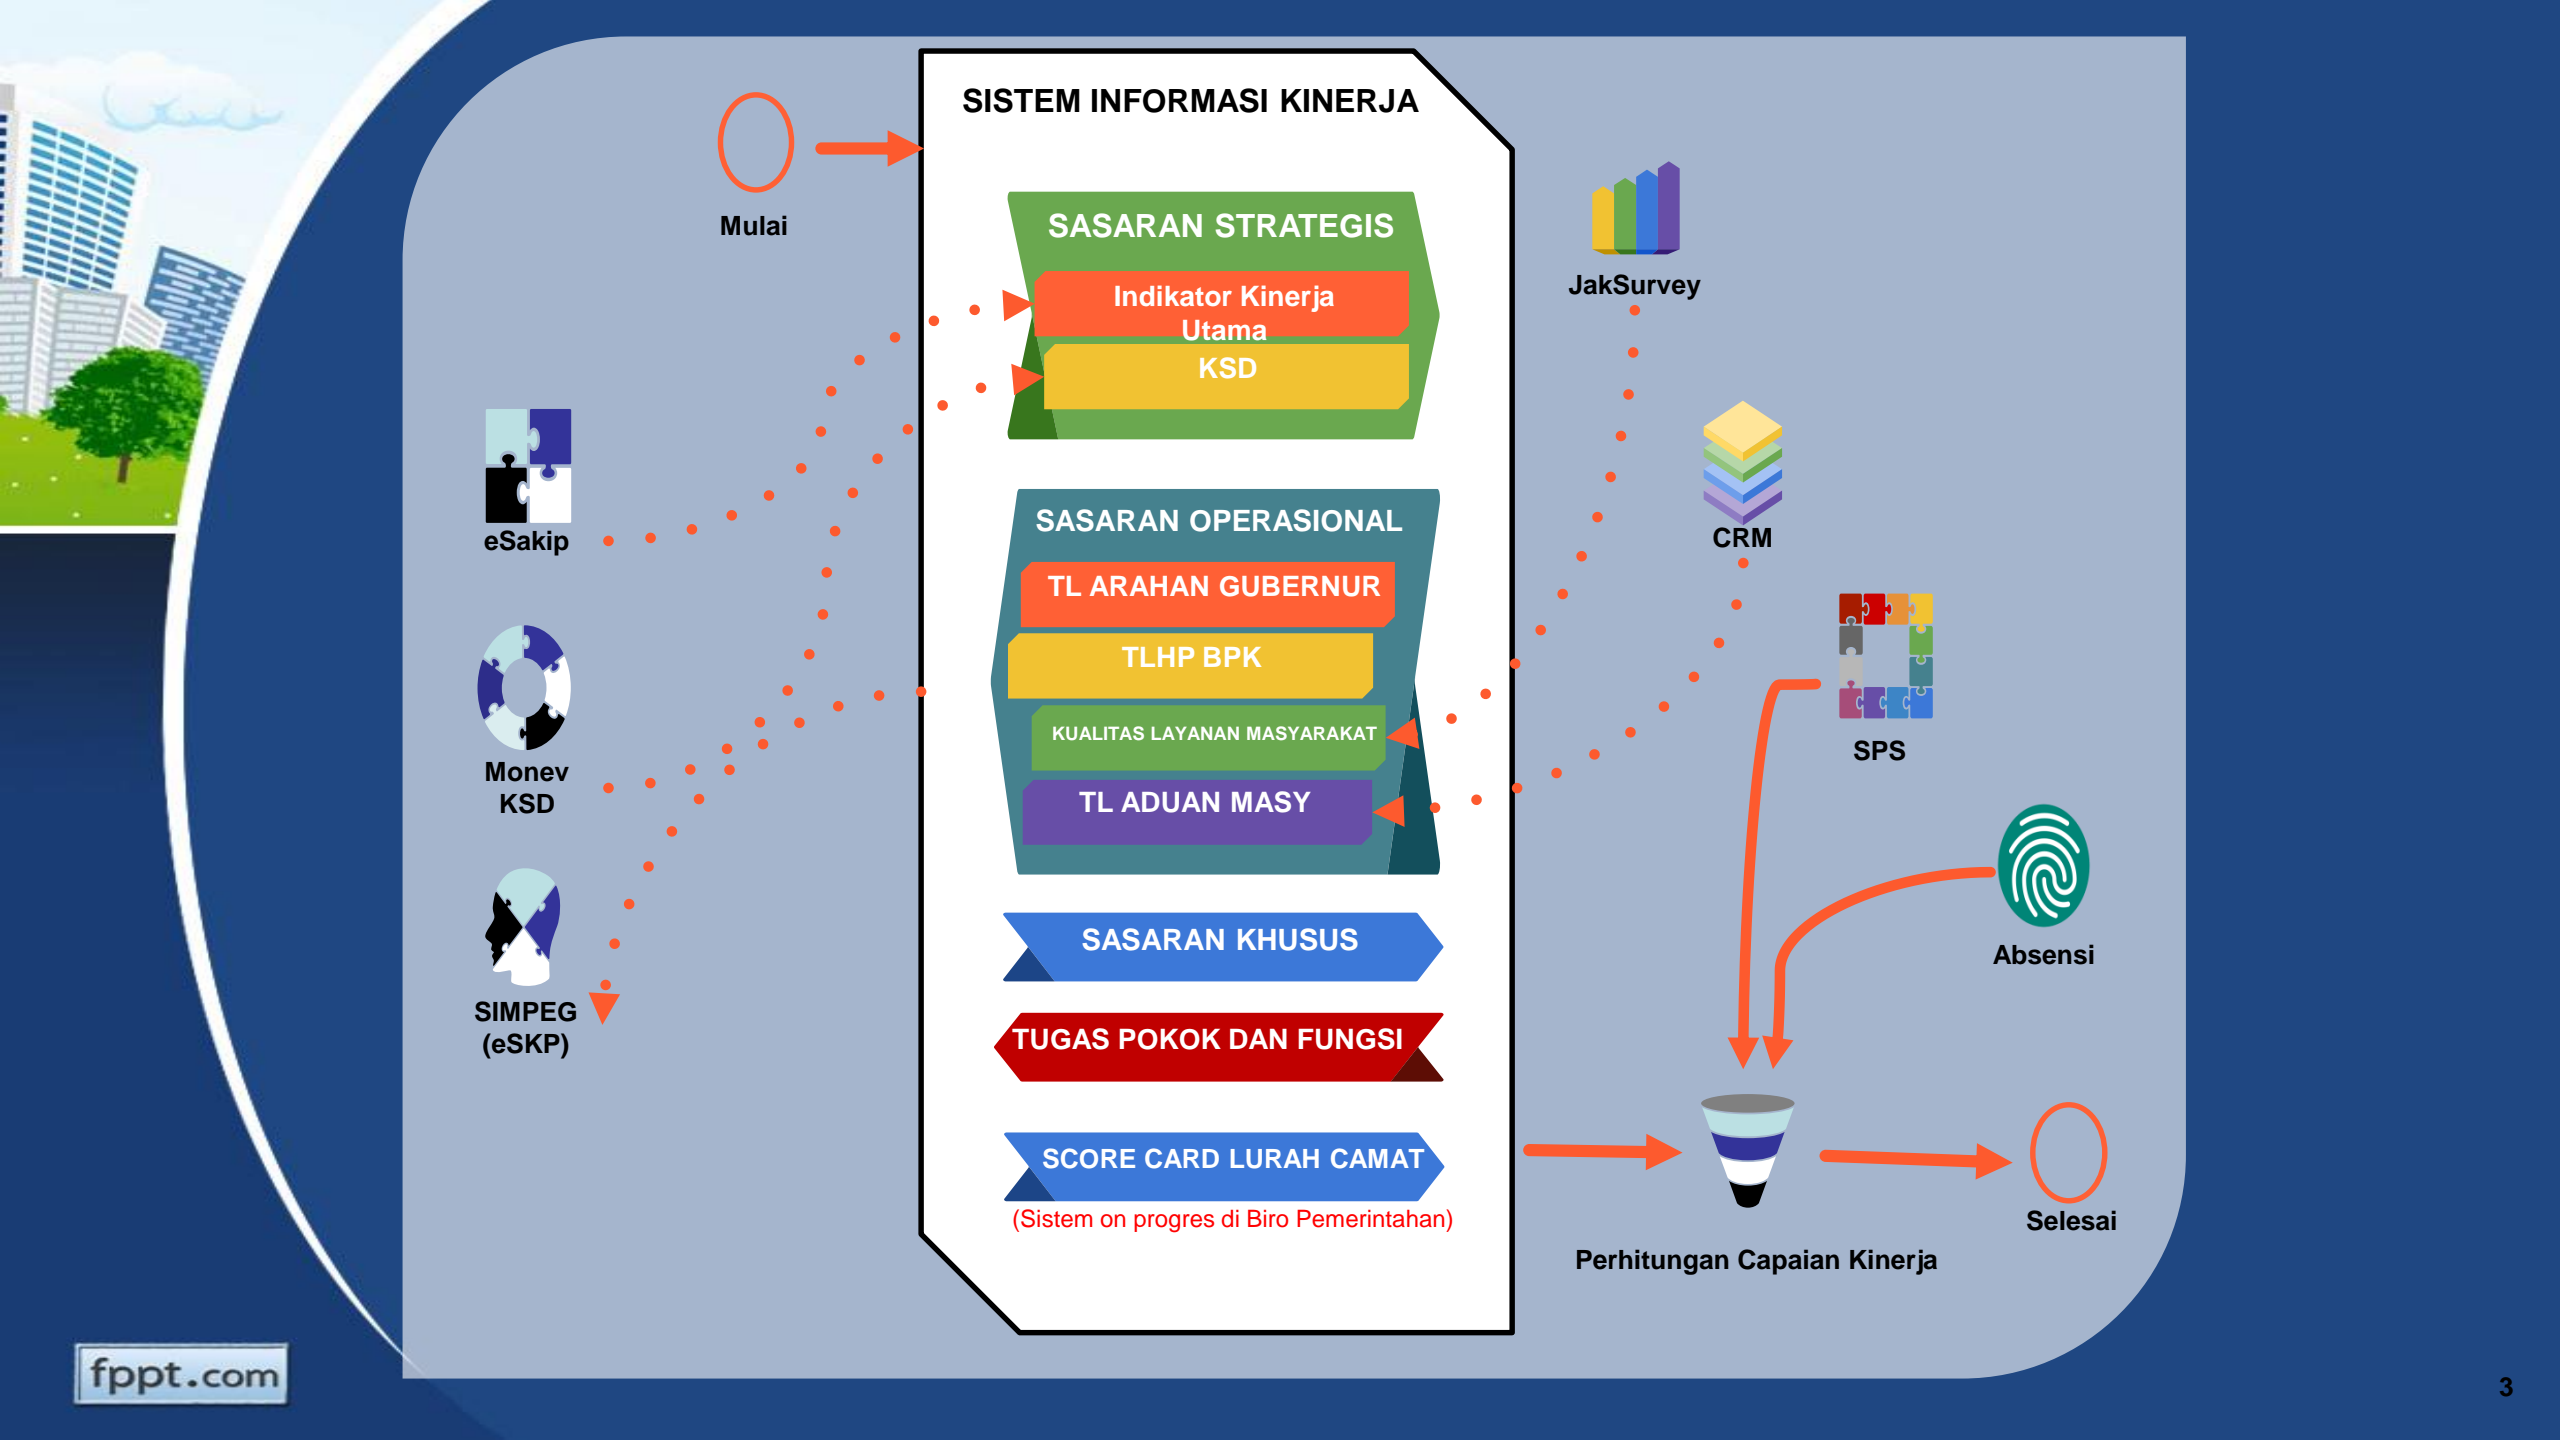 SISTEM INFORMASI KINERJA
Mulai
SASARAN STRATEGIS
Indikator Kinerja
Utama
KSD
JakSurvey
eSakip
SASARAN OPERASIONAL
TL ARAHAN GUBERNUR
TLHP BPK
KUALITAS LAYANAN MASYARAKAT
TL ADUAN MASY
CRM
SPS
Monev
KSD
Absensi
SASARAN KHUSUS
SIMPEG
(eSKP)
TUGAS POKOK DAN FUNGSI
SCORE CARD LURAH CAMAT
(Sistem on progres di Biro Pemerintahan)
Selesai
Perhitungan Capaian Kinerja
fppt.com
3